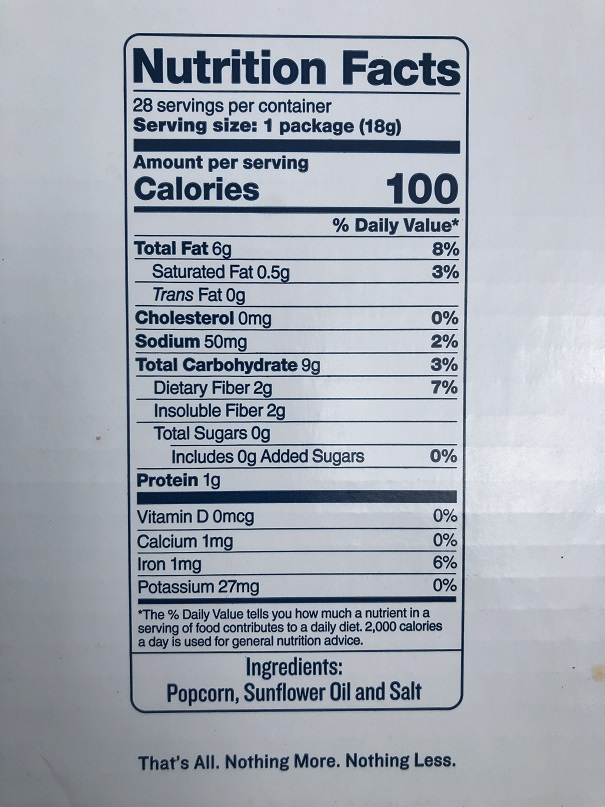 Nutrition Facts
28 servings per container
Serving size: 1 package (18g)
Amount per serving
Calories 100
% Daily Value*
Total Fat 6g 8%
Saturated Fat 0.5g 3%
Trans Fat 0g
Cholesterol 0mg 0%
Sodium 50mg 2%
Total Carbohydrate 9g 3%
Dietary Fiber 2g 7%
Insoluble Fiber 2g
Total Sugars 0g
Includes 0g Added Sugars 0%
Protein 1g
Vitamin D 0mcg 0%
Calcium 1mg 0%
Iron 1mg 6%
Potassium 27mg 0%
*The % Daily Value tells you how much a nutrient in a
serving of food contributes to a daily diet. 2,000 calories
a day is used for general nutrition advice.
Ingredients:
Popcorn, Sunflower Oil and Salt
That's All. Nothing More. Nothing Less.